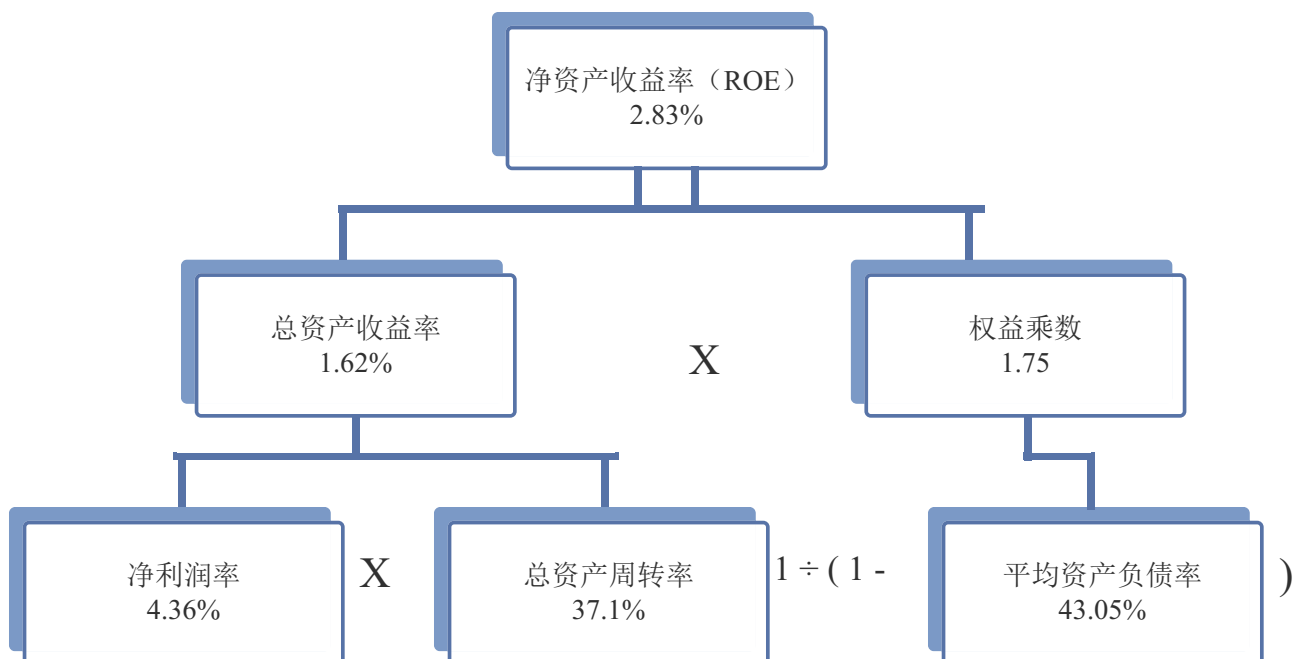 净资产收益率（ROE）
2.83%
总资产收益率
1.62%
X
权益乘数
1.75
净利润率
4.36%
X
总资产周转率
37.1%
1 ÷ ( 1 -
平均资产负债率
43.05%
)